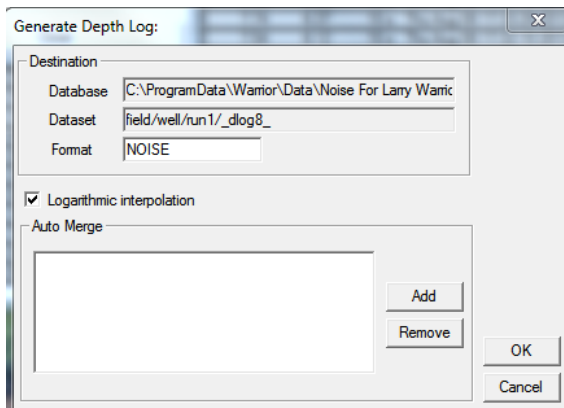 Generate Depth Log:
Destination
Database C:\ProgramData\Warrior\Data\Noise For Larry Warric
Dataset field/well/run1/_dlog8_
Format NOISE
Logarithmic interpolation
Auto Merge
Add
Remove
OK
Cancel